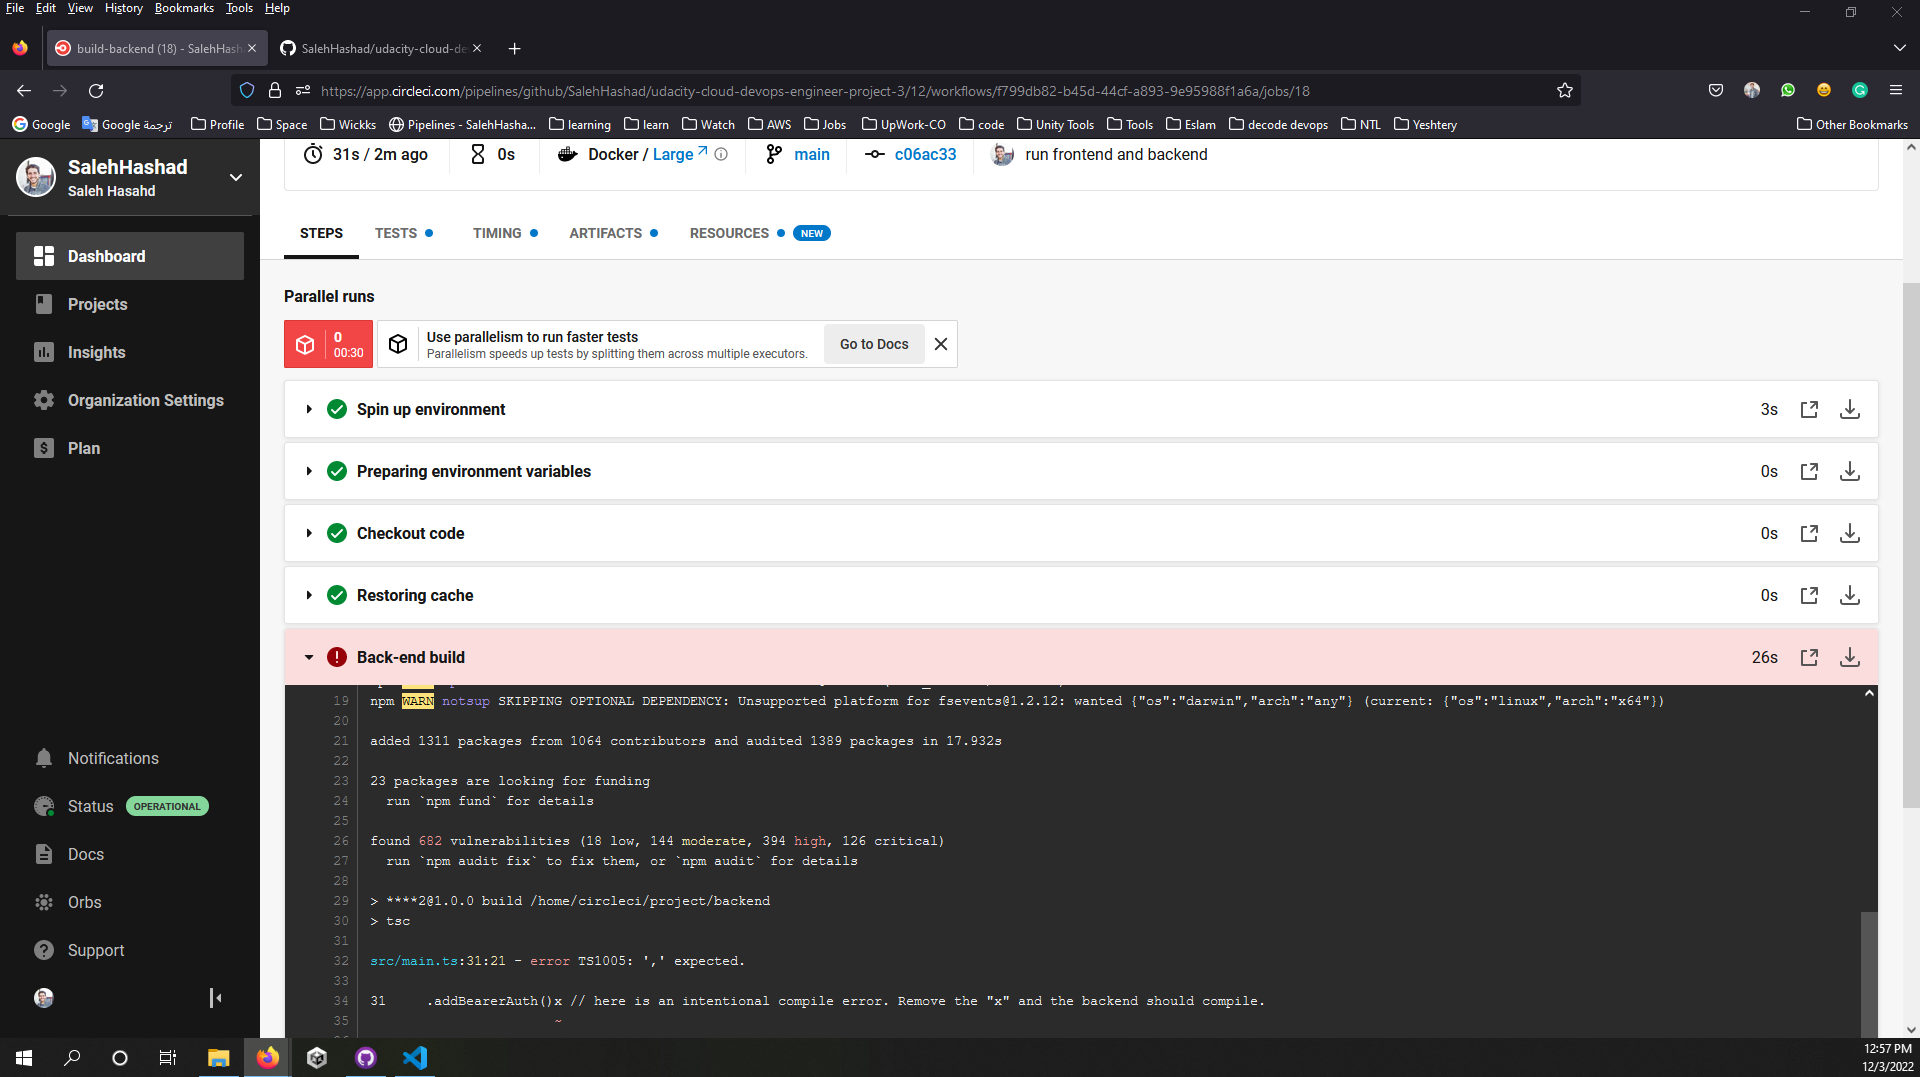 File Edit View History Bookmarks Tools Help
build-backend (18) - SalehHash
SalehHashad/udacity-cloud-de
https://app.circleci.com/pipelines/github/SalehHashad/udacity-cloud-devops-engineer-project-3/12/workflows/f799db82-b45d-44cf-a893-9e95988f1a6a/jobs/18
Google ترجمة Google Profile Space Wickks Pipelines - SalehHasha... learning learn Watch AWS Jobs UpWork-CO code Unity Tools Tools Eslam decode devops NTL Yeshtery Other Bookmarks
SalehHashad
Saleh Hasahd
31s / 2m ago 0s Docker / Large main c06ac33 run frontend and backend
STEPS TESTS TIMING ARTIFACTS RESOURCES NEW
Dashboard
Projects
Insights
Organization Settings
Plan
Notifications
Status OPERATIONAL
Docs
Orbs
Support
Parallel runs
0
00:30
Use parallelism to run faster tests
Parallelism speeds up tests by splitting them across multiple executors.
Go to Docs
Spin up environment 3s
Preparing environment variables 0s
Checkout code 0s
Restoring cache 0s
Back-end build 26s
19 npm WARN notsup SKIPPING OPTIONAL DEPENDENCY: Unsupported platform for fsevents@1.2.12: wanted {"os":"darwin","arch":"any"} (current: {"os":"linux","arch":"x64"})
20
21 added 1311 packages from 1064 contributors and audited 1389 packages in 17.932s
22
23 23 packages are looking for funding
24 run `npm fund` for details
25
26 found 682 vulnerabilities (18 low, 144 moderate, 394 high, 126 critical)
27 run `npm audit fix` to fix them, or `npm audit` for details
28
29 > ****2@1.0.0 build /home/circleci/project/backend
30 > tsc
31
32 src/main.ts:31:21 - error TS1005: ',' expected.
33
34 31 .addBearerAuth()x // here is an intentional compile error. Remove the "x" and the backend should compile.
35 ~
12:57 PM
12/3/2022